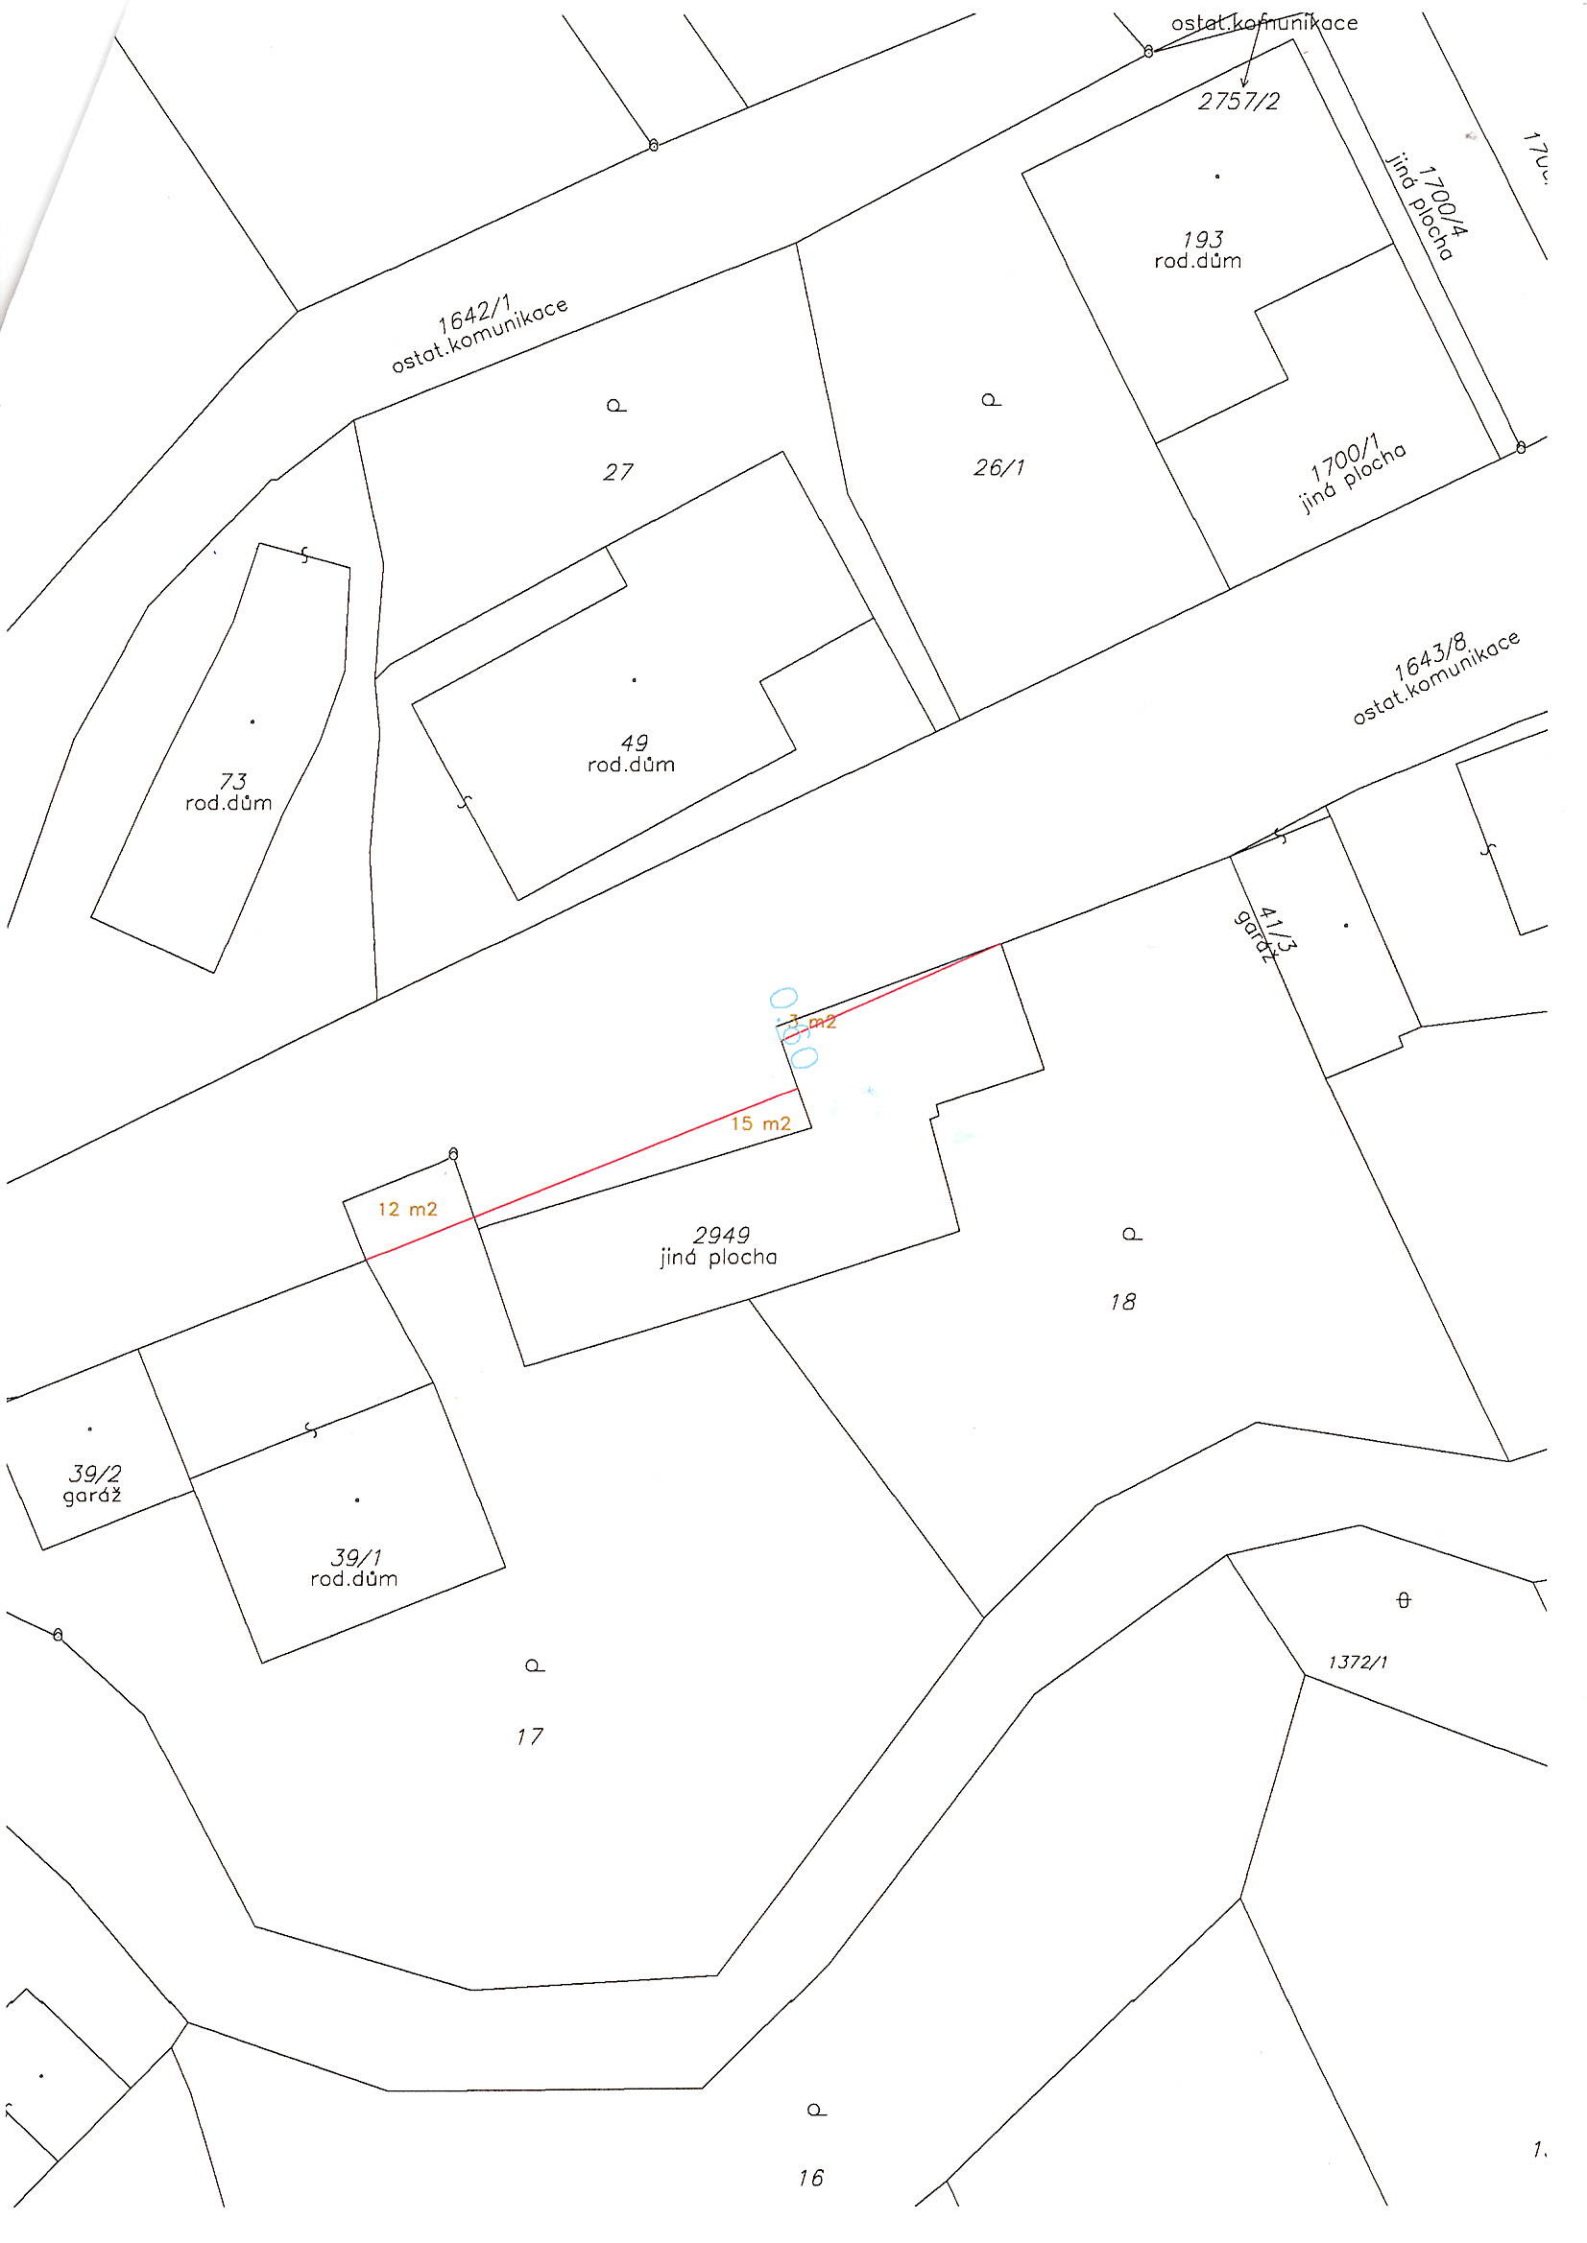 ostat.komunikace
2757/2
1700/4
jiná plocha
193
rod.dům
1642/1
ostat.komunikace
27
26/1
1700/1
jiná plocha
1643/8
ostat.komunikace
49
rod.dům
73
rod.dům
41/3
garáž
0.60
3 m2
15 m2
12 m2
2949
jiná plocha
18
39/2
garáž
39/1
rod.dům
1372/1
17
16